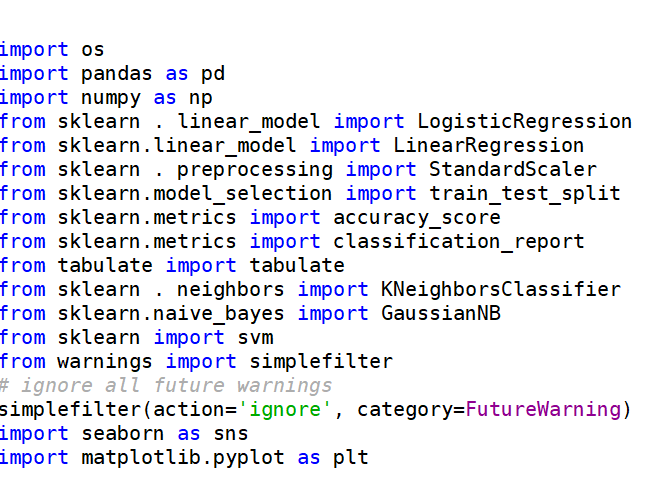 import os
import pandas as pd
import numpy as np
from sklearn . linear_model import LogisticRegression
from sklearn.linear_model import LinearRegression
from sklearn . preprocessing import StandardScaler
from sklearn.model_selection import train_test_split
from sklearn.metrics import accuracy_score
from sklearn.metrics import classification_report
from tabulate import tabulate
from sklearn . neighbors import KNeighborsClassifier
from sklearn.naive_bayes import GaussianNB
from sklearn import svm
from warnings import simplefilter
# ignore all future warnings
simplefilter(action='ignore', category=FutureWarning)
import seaborn as sns
import matplotlib.pyplot as plt